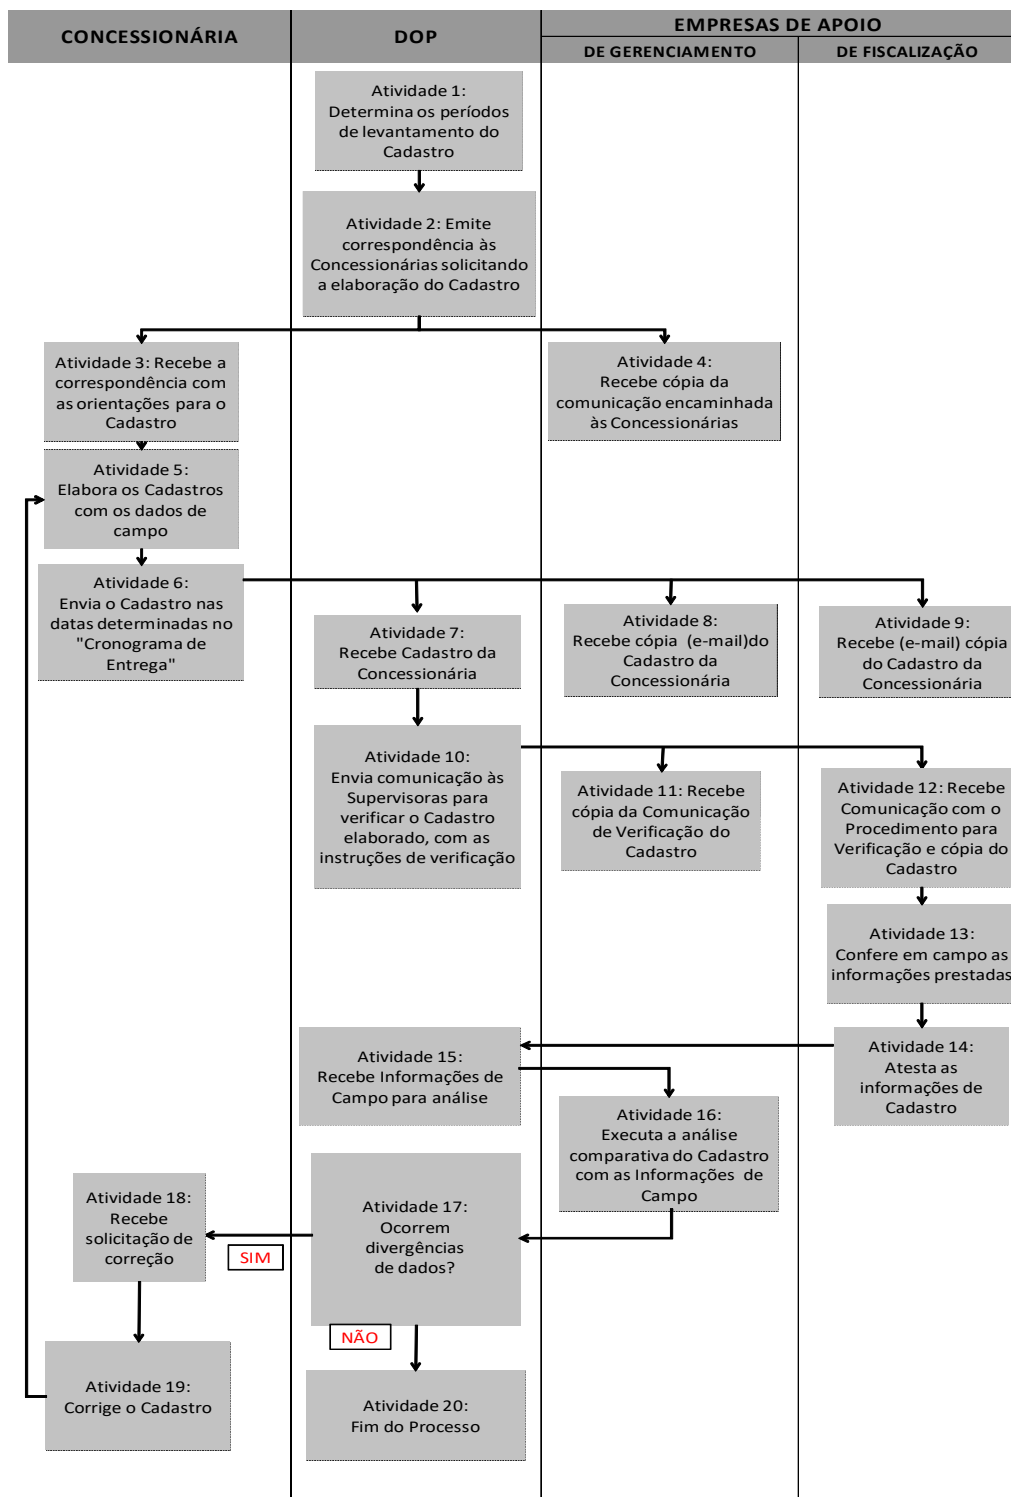 CONCESSIONÁRIA
DOP
EMPRESAS DE APOIO
DE GERENCIAMENTO
DE FISCALIZAÇÃO
Atividade 1:
Determina os períodos
de levantamento do
Cadastro
Atividade 2: Emite
correspondência às
Concessionárias solicitando
a elaboração do Cadastro
Atividade 3: Recebe a
correspondência com
as orientações para o
Cadastro
Atividade 4:
Recebe cópia da
comunicação encaminhada
às Concessionárias
Atividade 5:
Elabora os Cadastros
com os dados de
campo
Atividade 6:
Envia o Cadastro nas
datas determinadas no
"Cronograma de
Entrega"
Atividade 7:
Recebe Cadastro da
Concessionária
Atividade 8:
Recebe cópia (e-mail)do
Cadastro da
Concessionária
Atividade 9:
Recebe (e-mail) cópia
do Cadastro da
Concessionária
Atividade 10:
Envia comunicação às
Supervisoras para
verificar o Cadastro
elaborado, com as
instruções de verificação
Atividade 11: Recebe
cópia da Comunicação
de Verificação do
Cadastro
Atividade 12: Recebe
Comunicação com o
Procedimento para
Verificação e cópia do
Cadastro
Atividade 13:
Confere em campo as
informações prestadas
Atividade 14:
Atesta as
informações de
Cadastro
Atividade 15:
Recebe Informações de
Campo para análise
Atividade 16:
Executa a análise
comparativa do Cadastro
com as Informações de
Campo
Atividade 17:
Ocorrem
divergências
de dados?
Atividade 18:
Recebe
solicitação de
correção
SIM
NÃO
Atividade 19:
Corrige o Cadastro
Atividade 20:
Fim do Processo